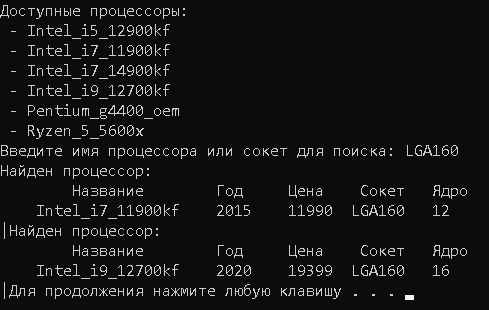 Доступные процессоры:
- Intel_i5_12900kf
- Intel_i7_11900kf
- Intel_i7_14900kf
- Intel_i9_12700kf
- Pentium_g4400_oem
- Ryzen_5_5600x
Введите имя процессора или сокет для поиска: LGA160
Найден процессор:
Название Год Цена Сокет Ядро
Intel_i7_11900kf 2015 11990 LGA160 12
|Найден процессор:
Название Год Цена Сокет Ядро
Intel_i9_12700kf 2020 19399 LGA160 16
|Для продолжения нажмите любую клавишу . . .